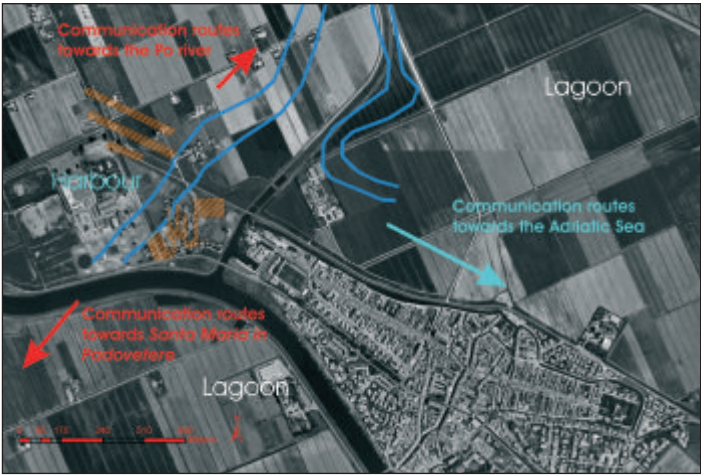 Communication routes
towards the Po river
Lagoon
Harbour
Communication routes
towards the Adriatic Sea
Communication routes
towards Santa Maria in
Padovetere
Lagoon